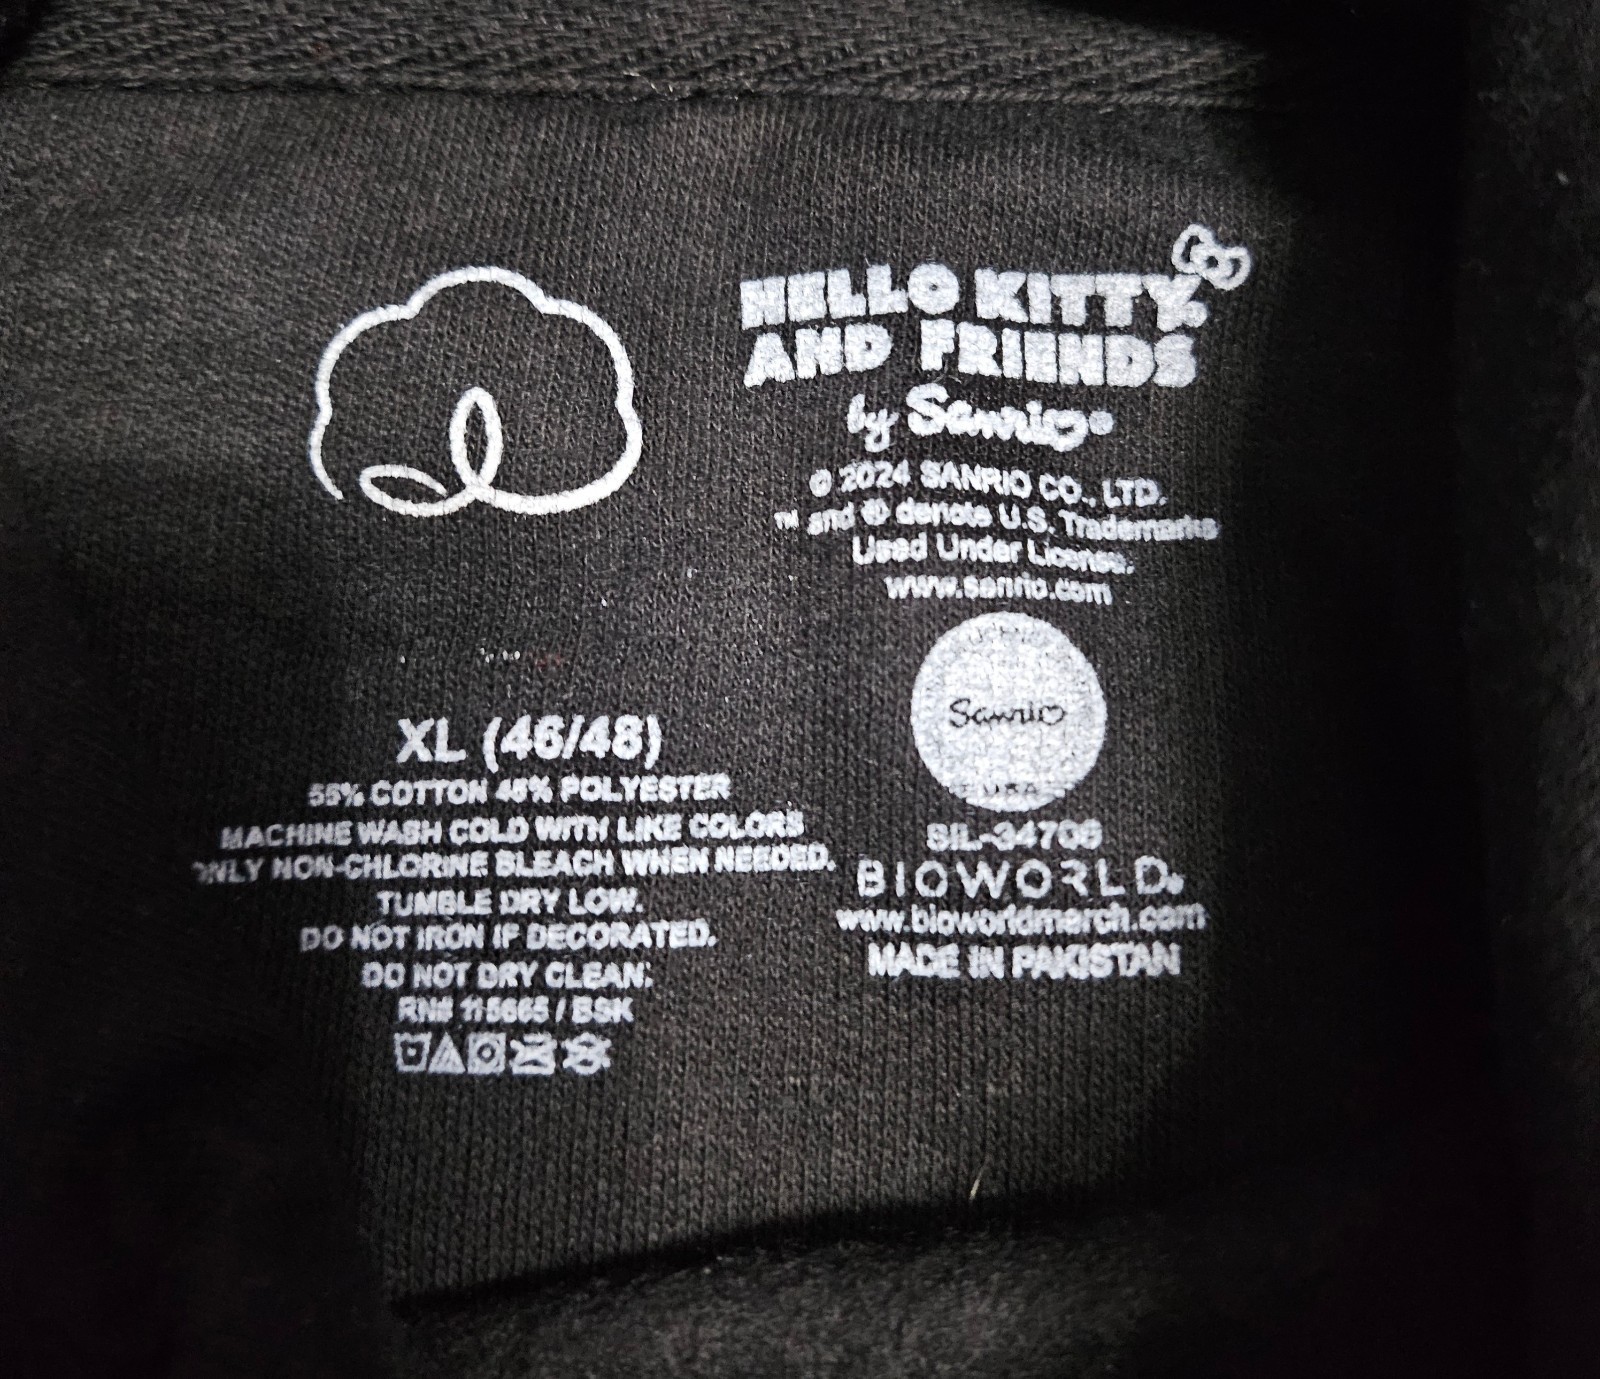 HELLO KITTY
AND FRIENDS
by Sanrio®
© 2024 SANRIO CO., LTD.
™ and ® denote U.S. Trademarks
Used Under License.
www.sanrio.com
Sanrio
USA
SIL-34706
BIOWORLD®
www.bioworldmerch.com
MADE IN PAKISTAN
XL (46/48)
55% COTTON 45% POLYESTER
MACHINE WASH COLD WITH LIKE COLORS
ONLY NON-CHLORINE BLEACH WHEN NEEDED.
TUMBLE DRY LOW.
DO NOT IRON IF DECORATED.
DO NOT DRY CLEAN.
RN# 115665 / BSK